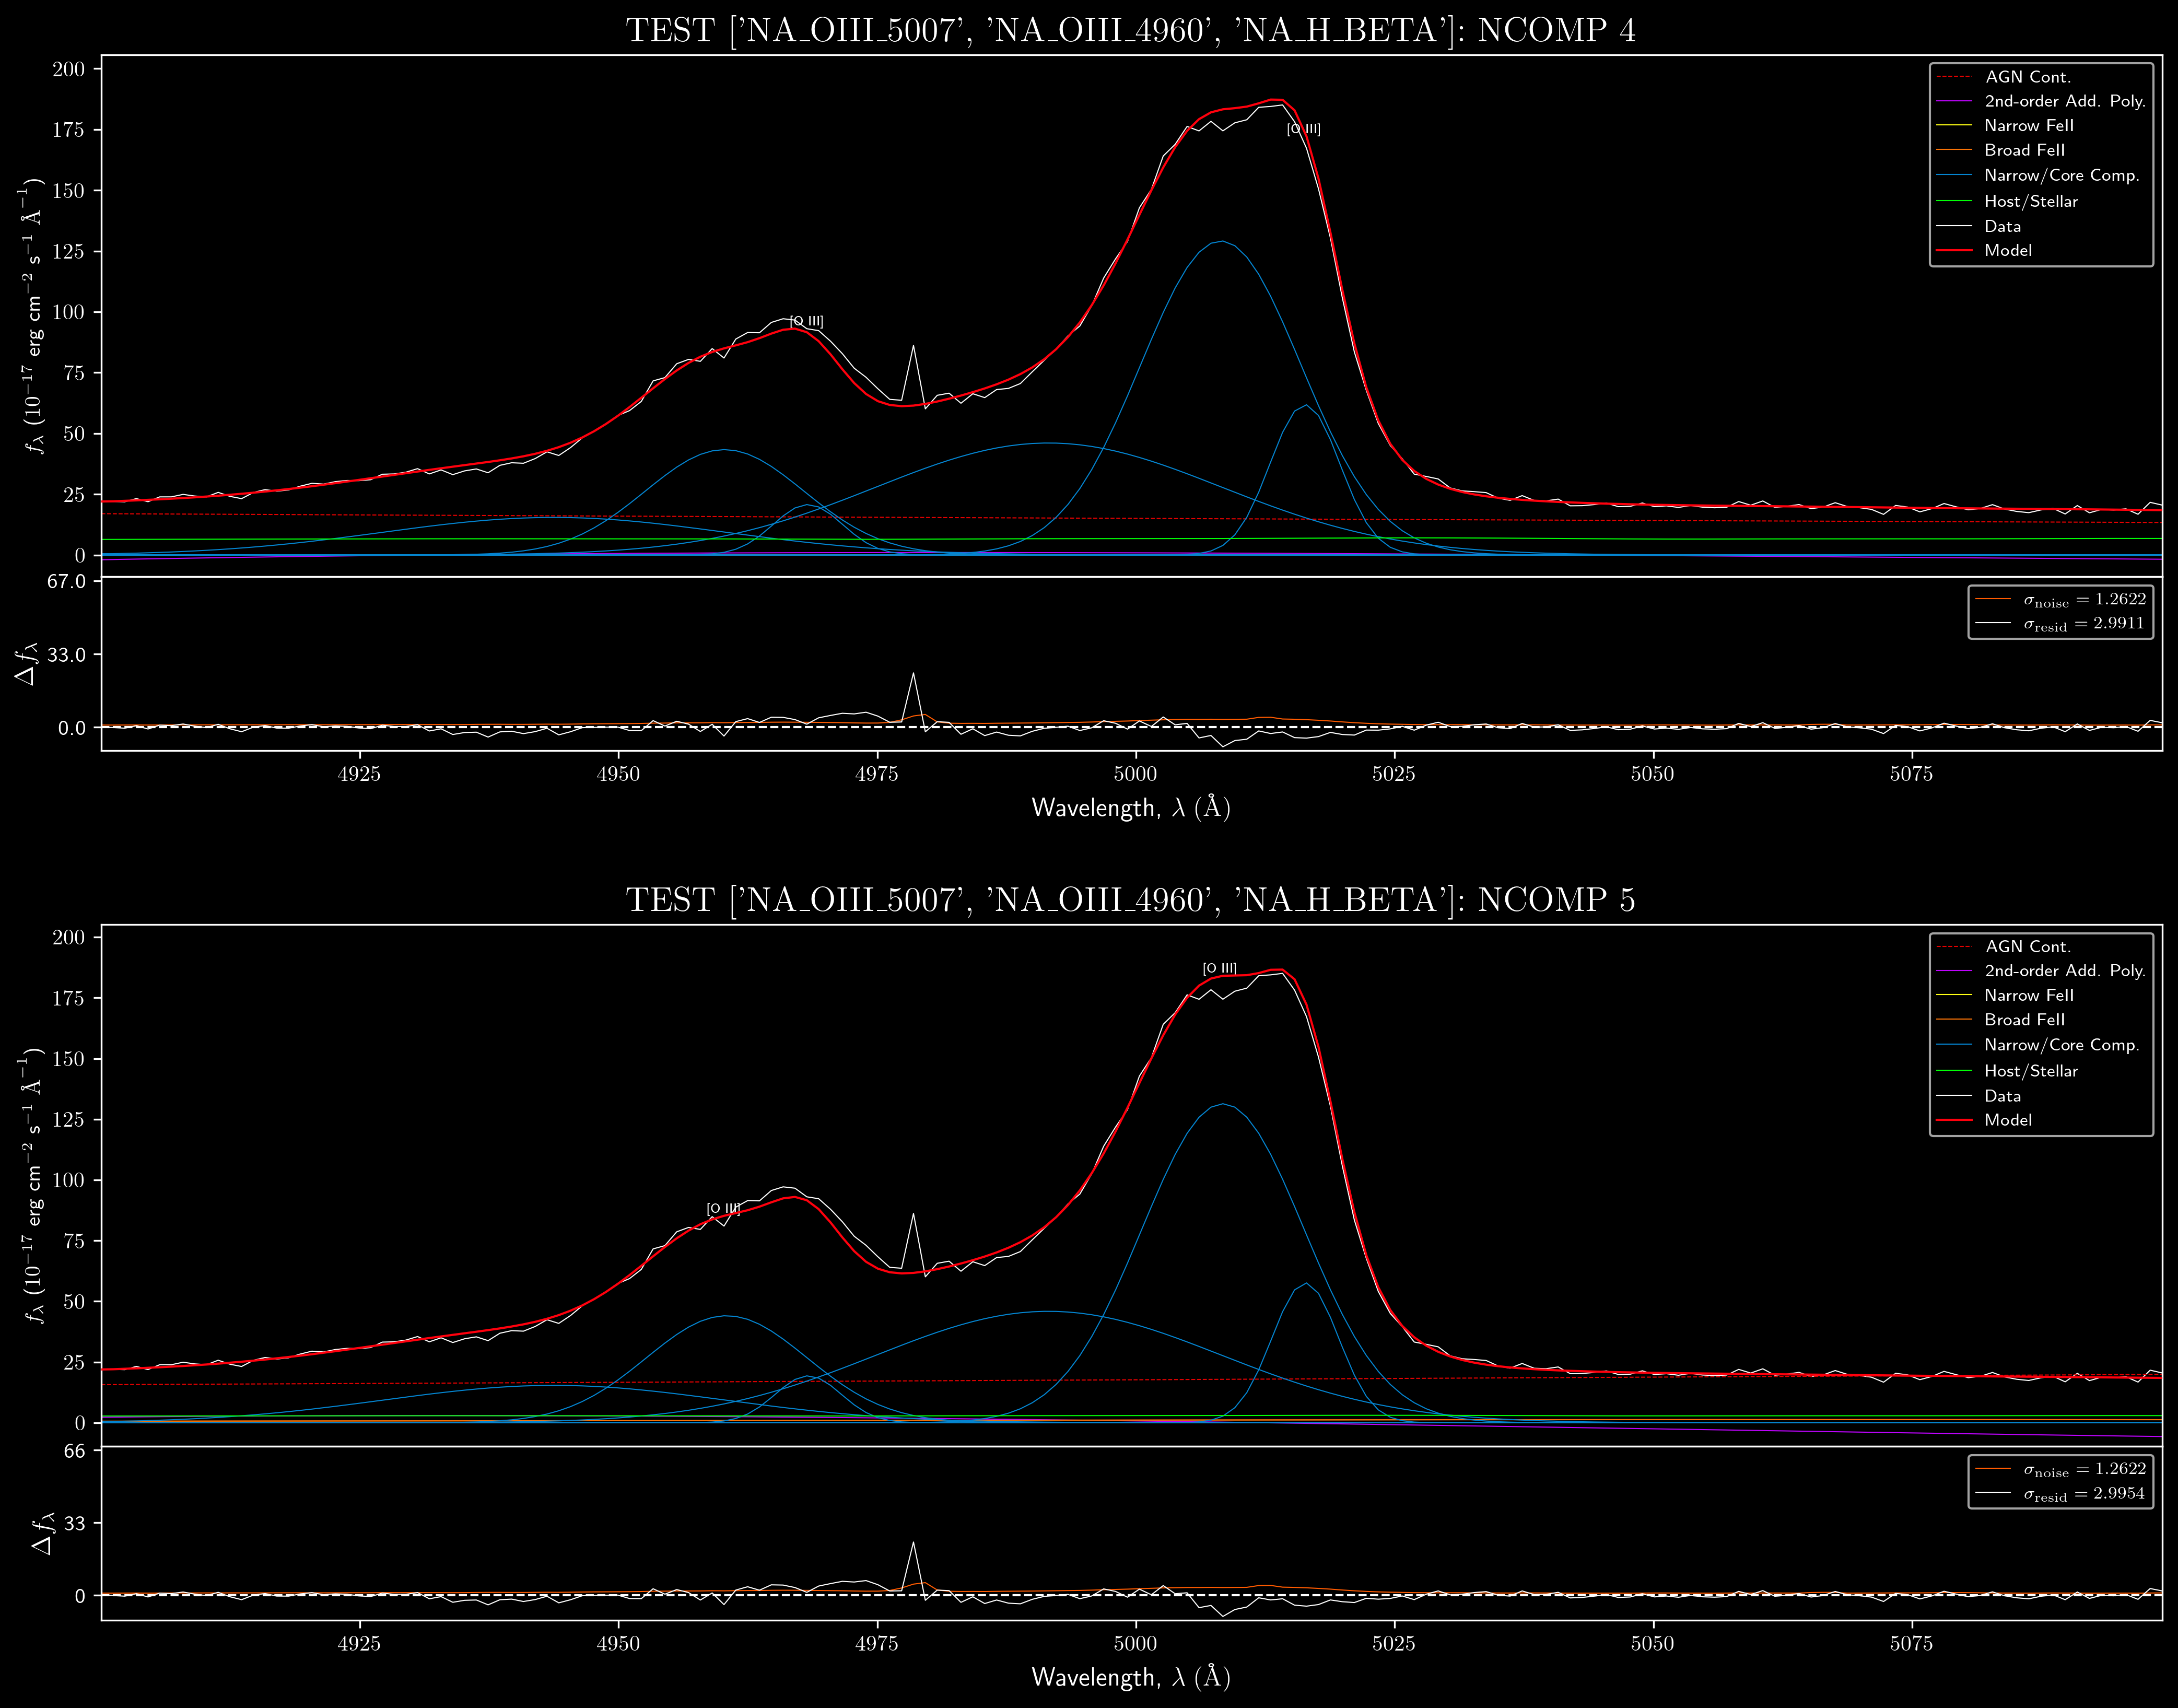 TEST ['NA_OIII_5007', 'NA_OIII_4960', 'NA_H_BETA']: NCOMP 4
200
175
150
125
100
75
50
25
0
fλ (10⁻¹⁷ erg cm⁻² s⁻¹ Å⁻¹)
[O III]
[O III]
AGN Cont.
2nd-order Add. Poly.
Narrow FeII
Broad FeII
Narrow/Core Comp.
Host/Stellar
Data
Model
67.0
33.0
0.0
Δfλ
σnoise = 1.2622
σresid = 2.9911
4925 4950 4975 5000 5025 5050 5075
Wavelength, λ (Å)
TEST ['NA_OIII_5007', 'NA_OIII_4960', 'NA_H_BETA']: NCOMP 5
200
175
150
125
100
75
50
25
0
fλ (10⁻¹⁷ erg cm⁻² s⁻¹ Å⁻¹)
[O III]
[O III]
AGN Cont.
2nd-order Add. Poly.
Narrow FeII
Broad FeII
Narrow/Core Comp.
Host/Stellar
Data
Model
66
33
0
Δfλ
σnoise = 1.2622
σresid = 2.9954
4925 4950 4975 5000 5025 5050 5075
Wavelength, λ (Å)